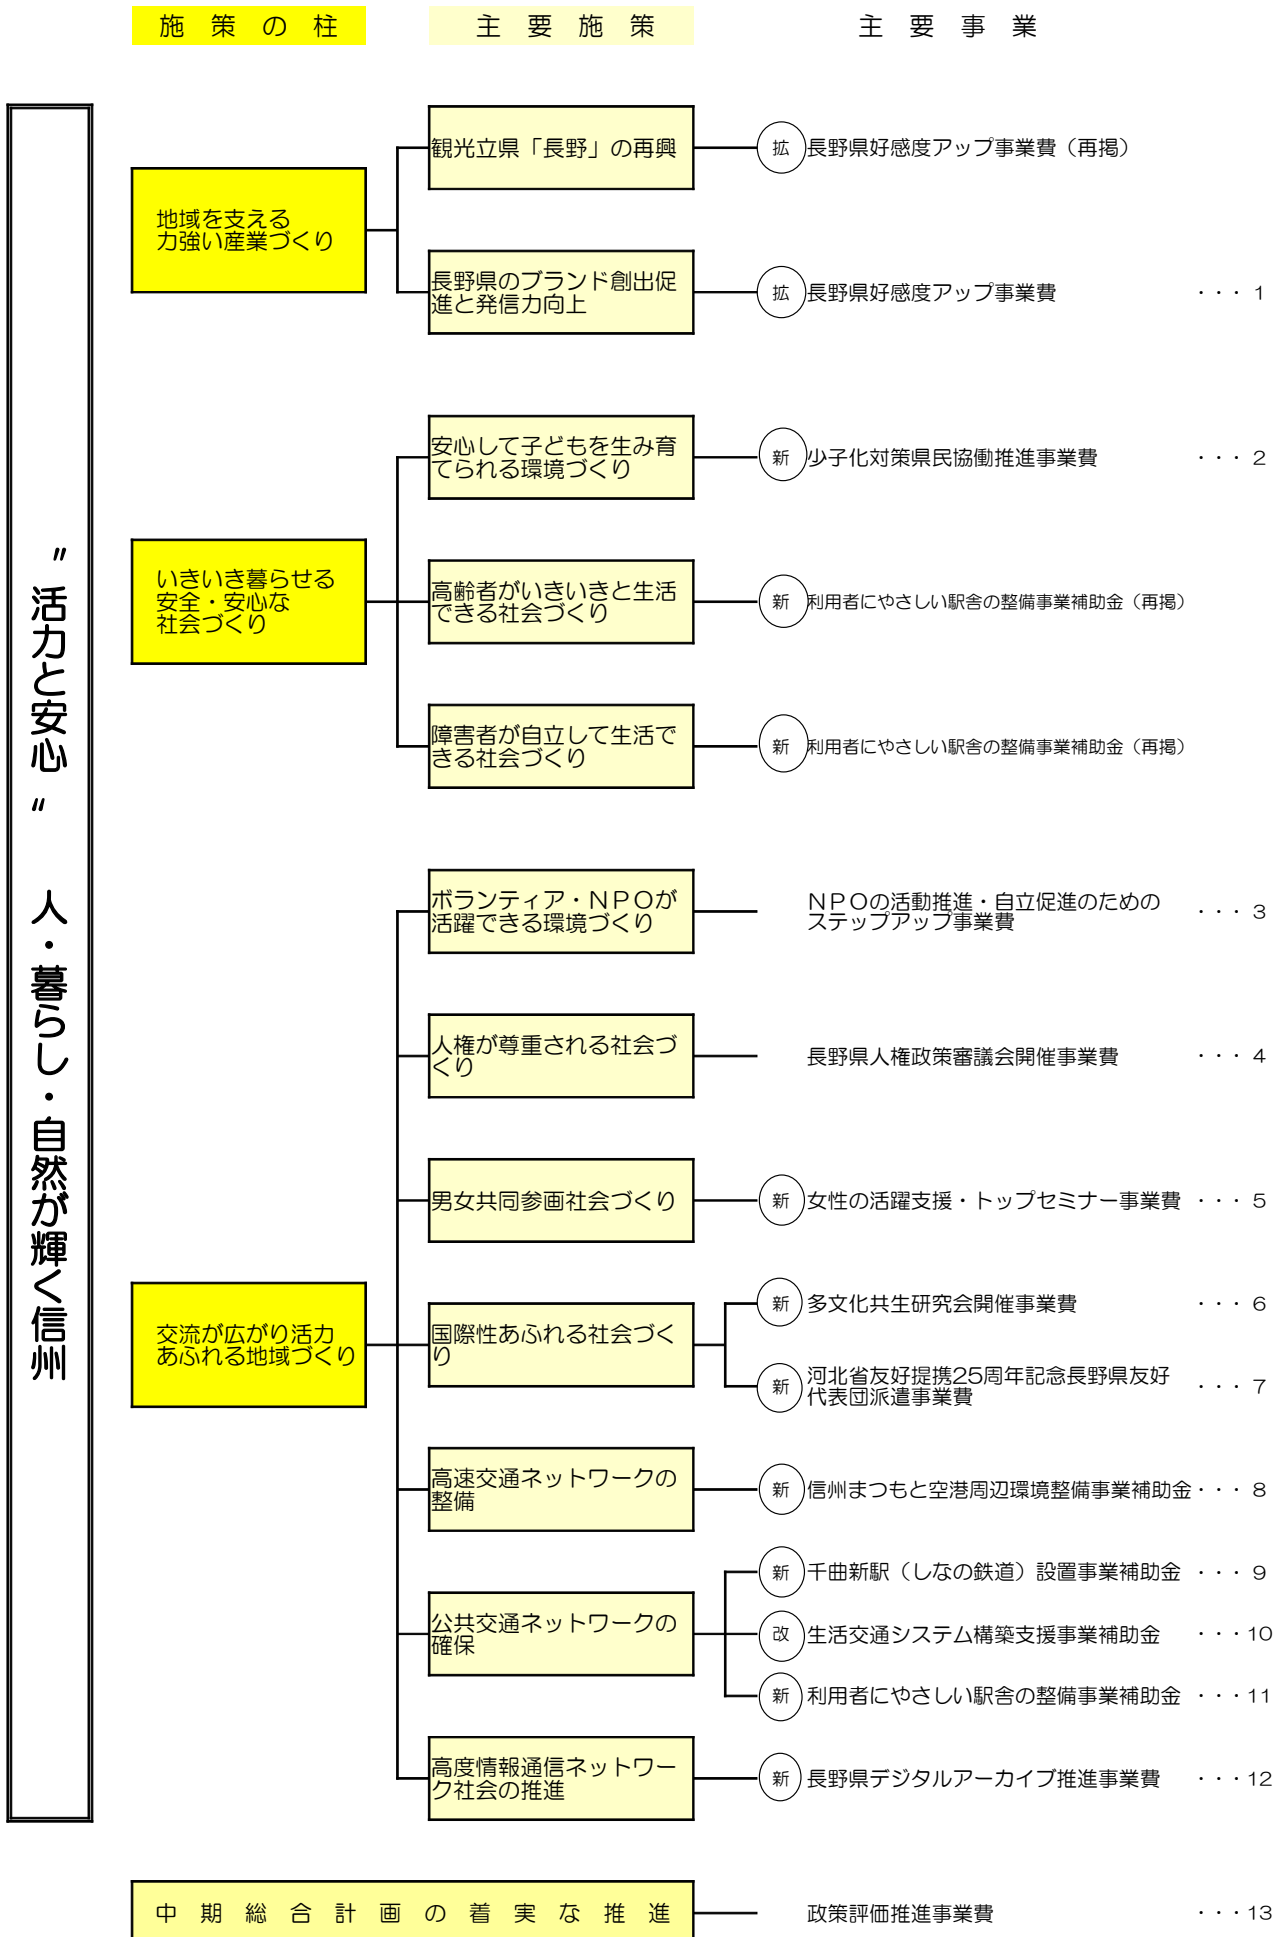 施策の柱
主要施策
主要事業
〃活力と安心〃 人・暮らし・自然が輝く信州
地域を支える
力強い産業づくり
観光立県「長野」の再興
拡 長野県好感度アップ事業費（再掲）
長野県のブランド創出促
進と発信力向上
拡 長野県好感度アップ事業費 ・・・ 1
いきいき暮らせる
安全・安心な
社会づくり
安心して子どもを生み育
てられる環境づくり
新 少子化対策県民協働推進事業費 ・・・ 2
高齢者がいきいきと生活
できる社会づくり
新 利用者にやさしい駅舎の整備事業補助金（再掲）
障害者が自立して生活で
きる社会づくり
新 利用者にやさしい駅舎の整備事業補助金（再掲）
交流が広がり活力
あふれる地域づくり
ボランティア・ＮＰＯが
活躍できる環境づくり
ＮＰＯの活動推進・自立促進のための
ステップアップ事業費 ・・・ 3
人権が尊重される社会づ
くり
長野県人権政策審議会開催事業費 ・・・ 4
男女共同参画社会づくり
新 女性の活躍支援・トップセミナー事業費 ・・・ 5
国際性あふれる社会づく
り
新 多文化共生研究会開催事業費 ・・・ 6
新 河北省友好提携25周年記念長野県友好
代表団派遣事業費 ・・・ 7
高速交通ネットワークの
整備
新 信州まつもと空港周辺環境整備事業補助金 ・・・ 8
公共交通ネットワークの
確保
新 千曲新駅（しなの鉄道）設置事業補助金 ・・・ 9
改 生活交通システム構築支援事業補助金 ・・・10
新 利用者にやさしい駅舎の整備事業補助金 ・・・11
高度情報通信ネットワー
ク社会の推進
新 長野県デジタルアーカイブ推進事業費 ・・・12
中期総合計画の着実な推進
政策評価推進事業費 ・・・13